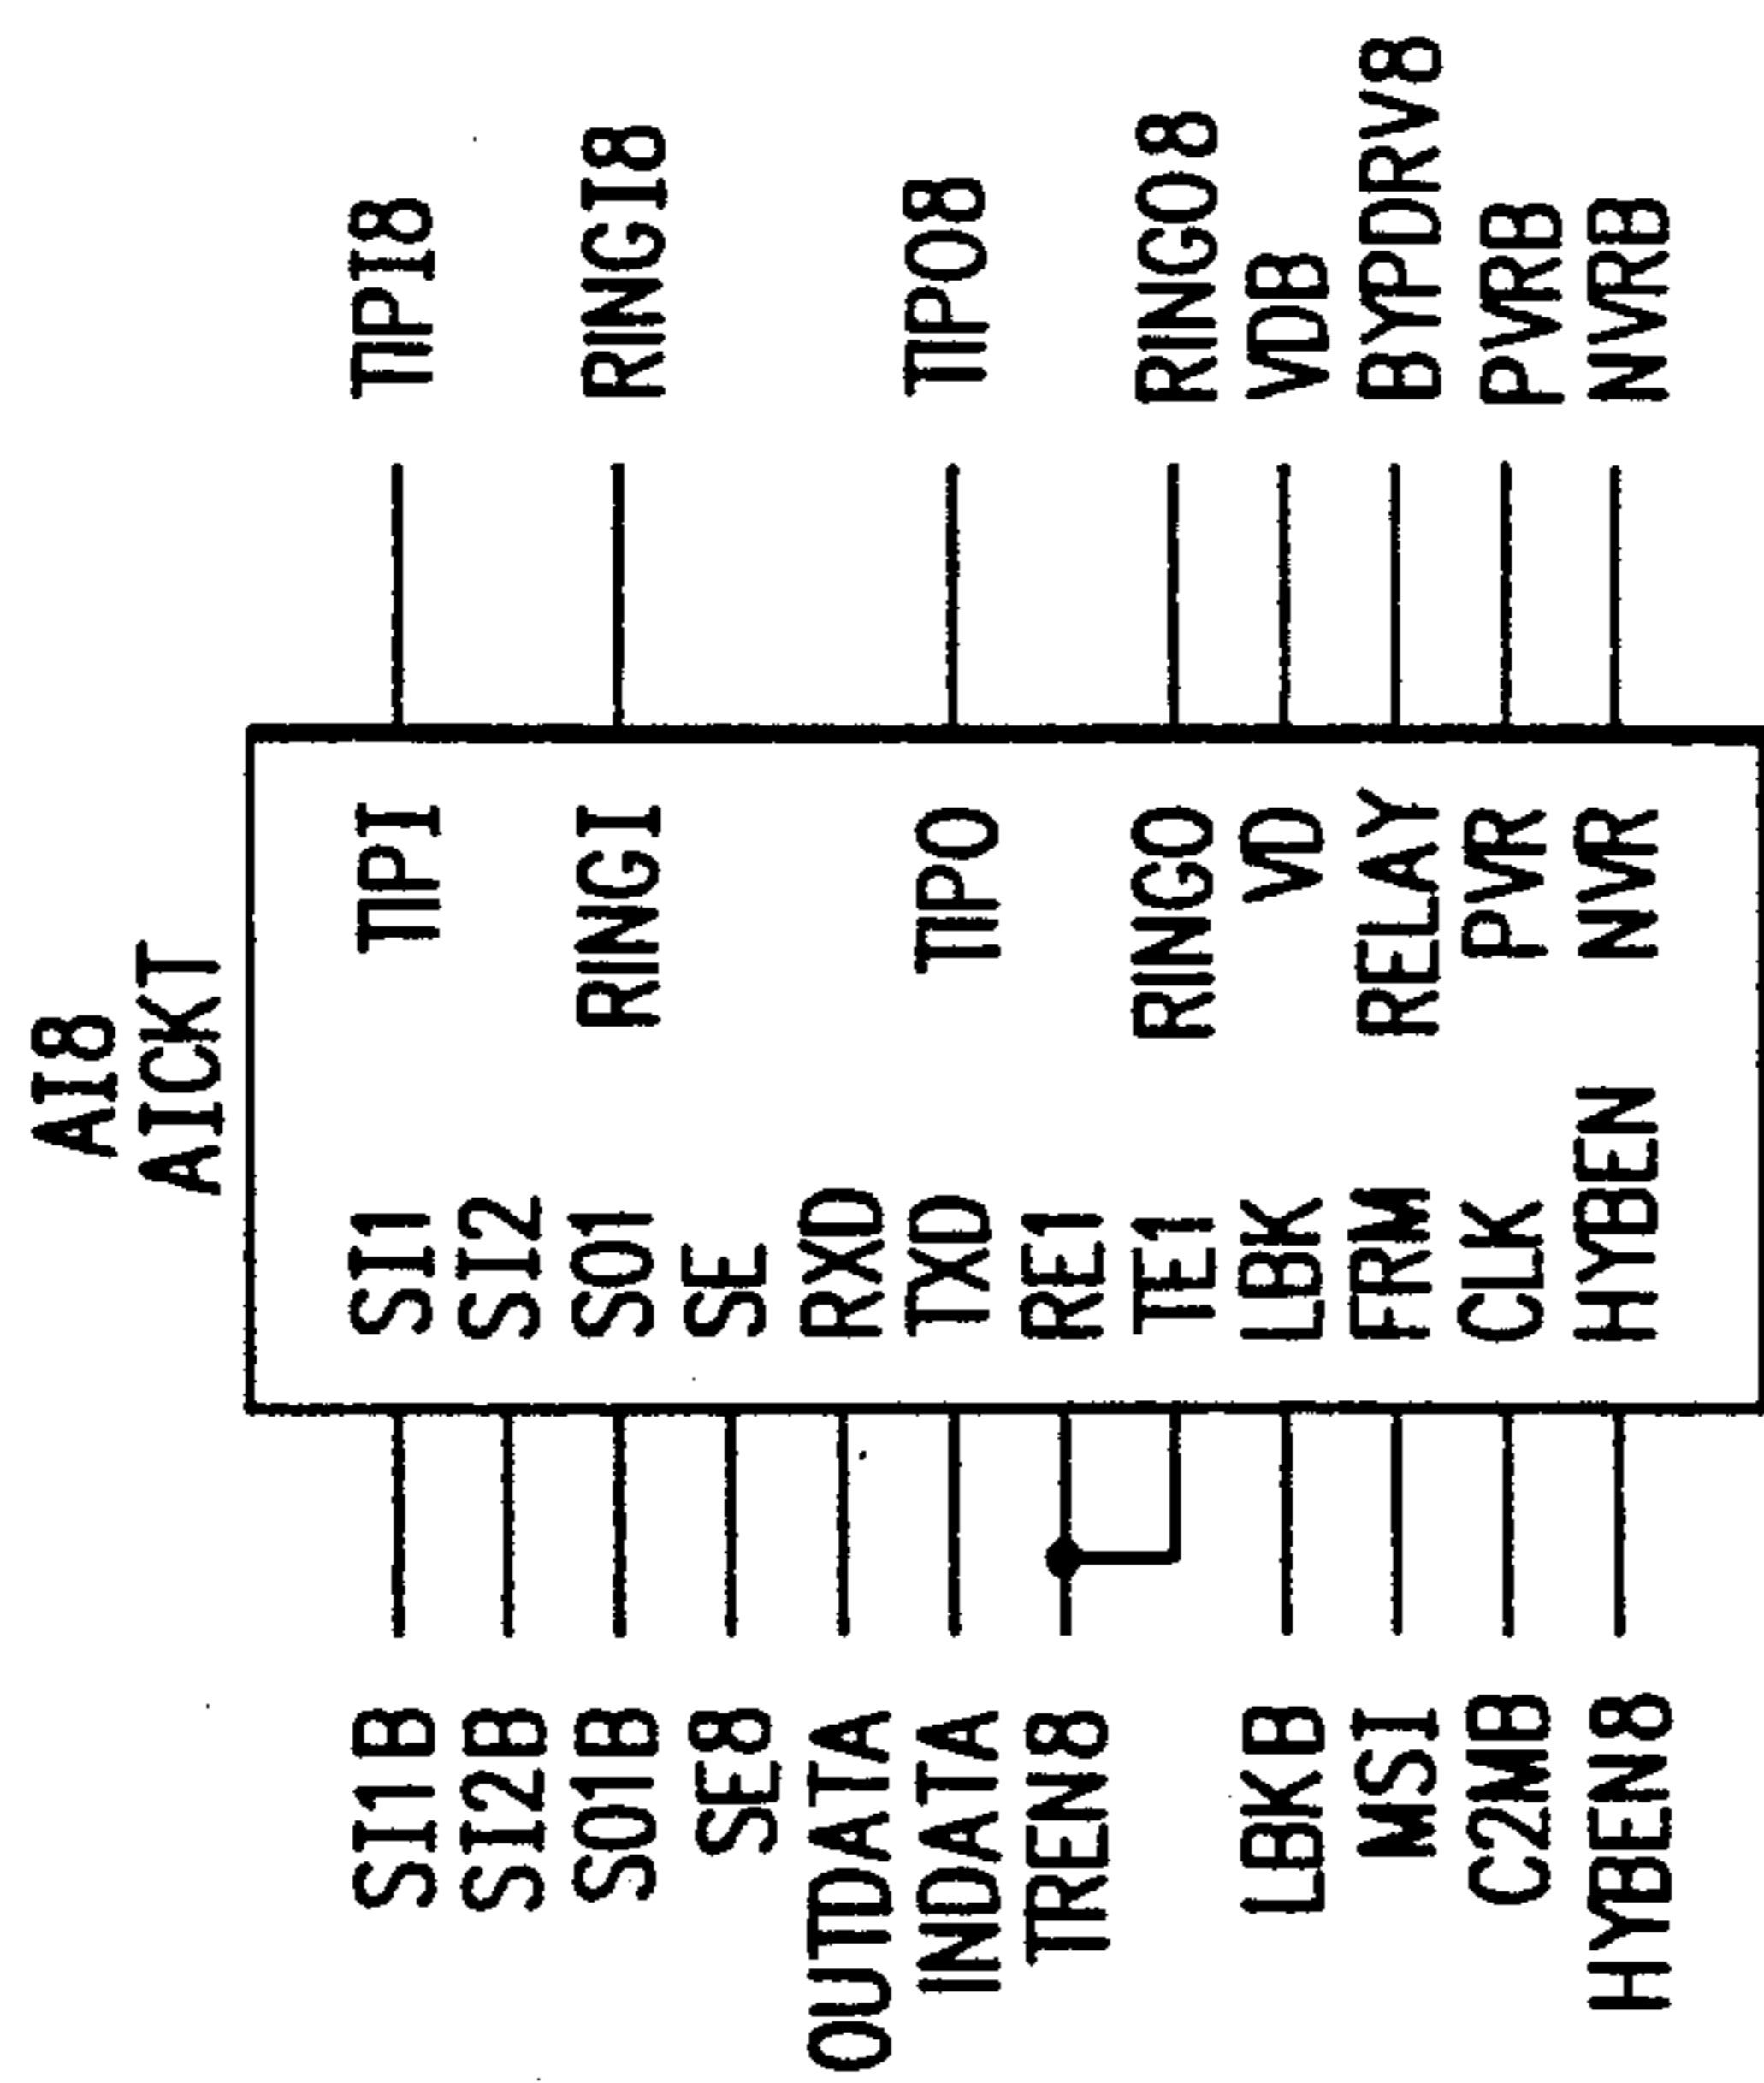 AI8
AICKT
SI1B SI1 TIPI TIPI8
SI2B SI2
SO1B SO1 RINGI RINGI8
SE8 SE
OUTDATA RXD
INDATA TXD TIPO TIPO8
TREN8 RE1
TE1 RINGO RINGO8
LBKB LBK VD VDB
MSI FRM RELAY BYPDRV8
C2MB CLK PVR PVRB
HYBEN8 HYBEN NVR NVRB